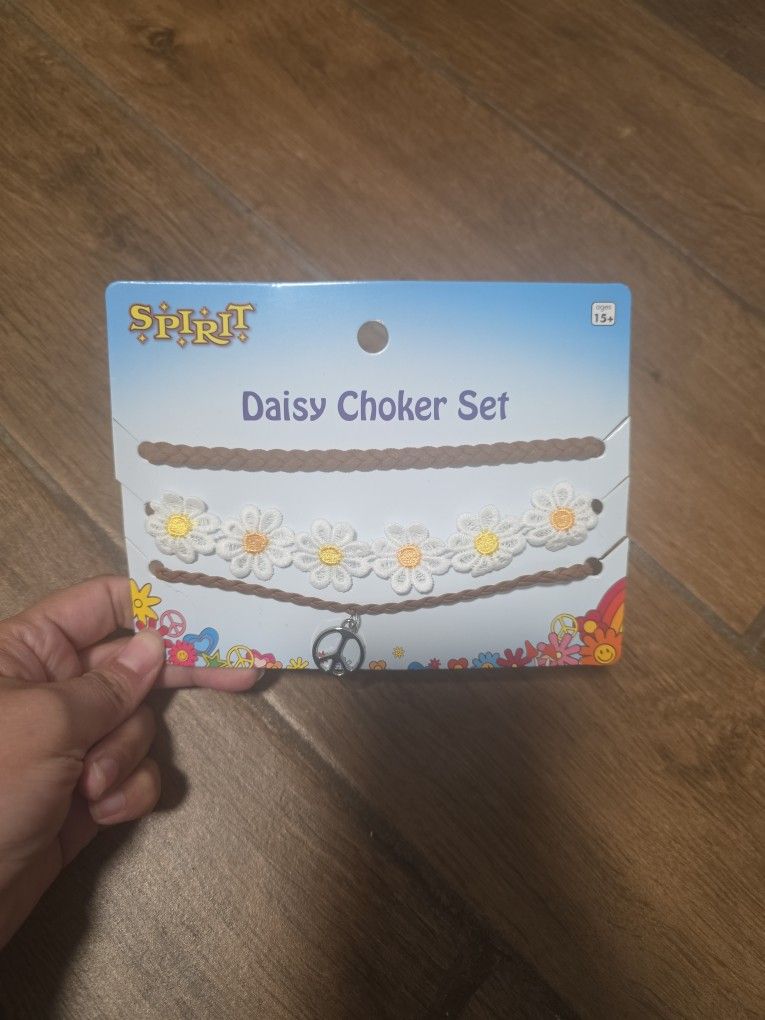 SPIRIT
ages
15+
Daisy Choker Set